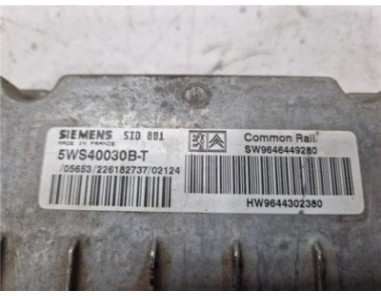 SIEMENS SID 801
MADE IN FRANCE
5WS40030B-T
/05653/226182737/02124
Common Rail
SW9646449280
HW9644302380